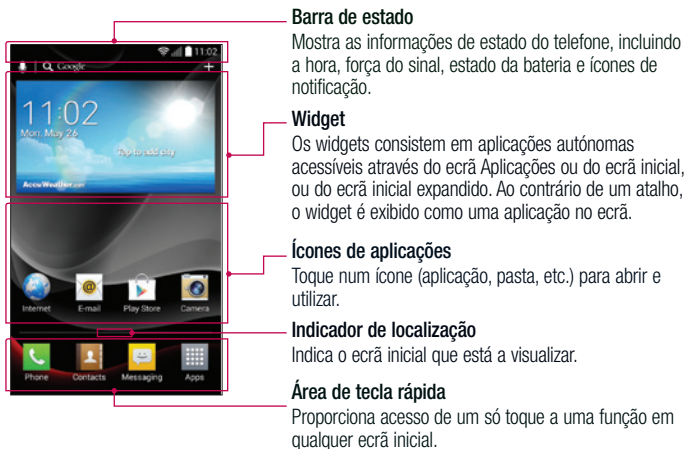 11:02
Google
11:02
Mon. May 26
Tap to add city
AccuWeather.com
Internet
E-mail
Play Store
Camera
Phone
Contacts
Messaging
Apps
Barra de estado
Mostra as informações de estado do telefone, incluindo
a hora, força do sinal, estado da bateria e ícones de
notificação.
Widget
Os widgets consistem em aplicações autónomas
acessíveis através do ecrã Aplicações ou do ecrã inicial,
ou do ecrã inicial expandido. Ao contrário de um atalho,
o widget é exibido como uma aplicação no ecrã.
Ícones de aplicações
Toque num ícone (aplicação, pasta, etc.) para abrir e
utilizar.
Indicador de localização
Indica o ecrã inicial que está a visualizar.
Área de tecla rápida
Proporciona acesso de um só toque a uma função em
qualquer ecrã inicial.